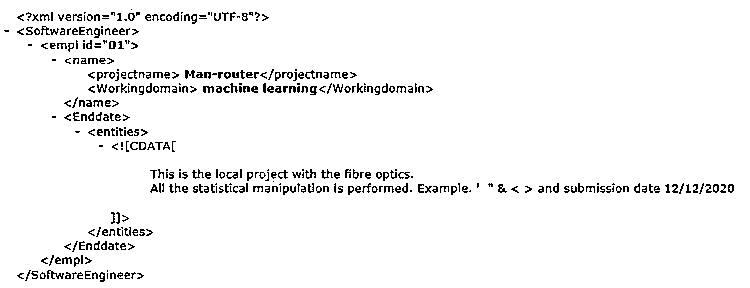 <?xml version="1.0" encoding="UTF-8"?>
- <SoftwareEngineer>
- <empl id="01">
- <name>
<projectname> Man-router</projectname>
<Workingdomain> machine learning</Workingdomain>
</name>
- <Enddate>
- <entities>
- <![CDATA[
This is the local project with the fibre optics.
All the statistical manipulation is performed. Example. ' " & < > and submission date 12/12/2020
]]>
</entities>
</Enddate>
</empl>
</SoftwareEngineer>